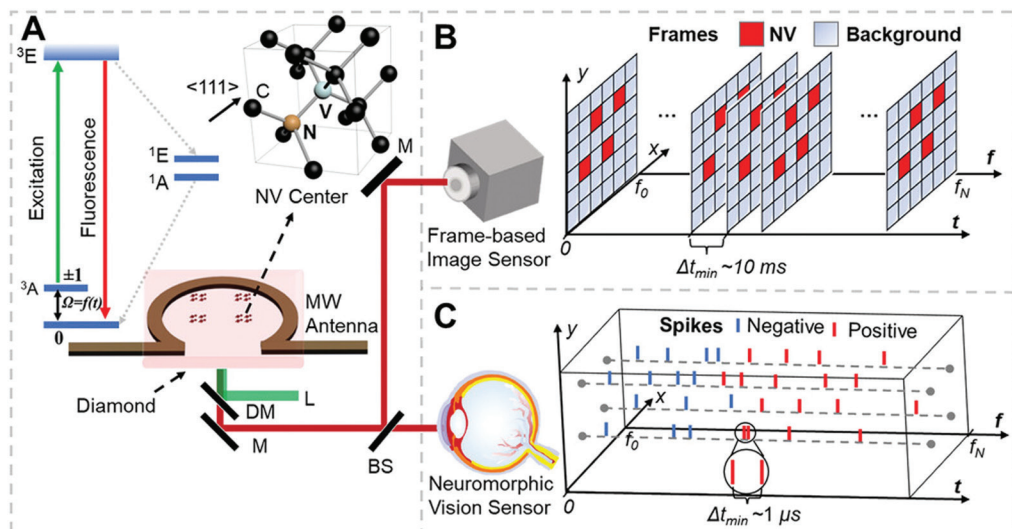 A
³E
Excitation
Fluorescence
¹E
¹A
³A
±1
Ω=f(t)
0
<111>
C
N
V
NV Center
M
MW
Antenna
Diamond
DM
L
M
BS
Frame-based
Image Sensor
Neuromorphic
Vision Sensor
B
Frames NV Background
y
x
... ...
f₀
f_N
f
t
0
Δt_min ~10 ms
C
Spikes Negative Positive
y
x
f₀
f_N
f
t
0
Δt_min ~1 µs